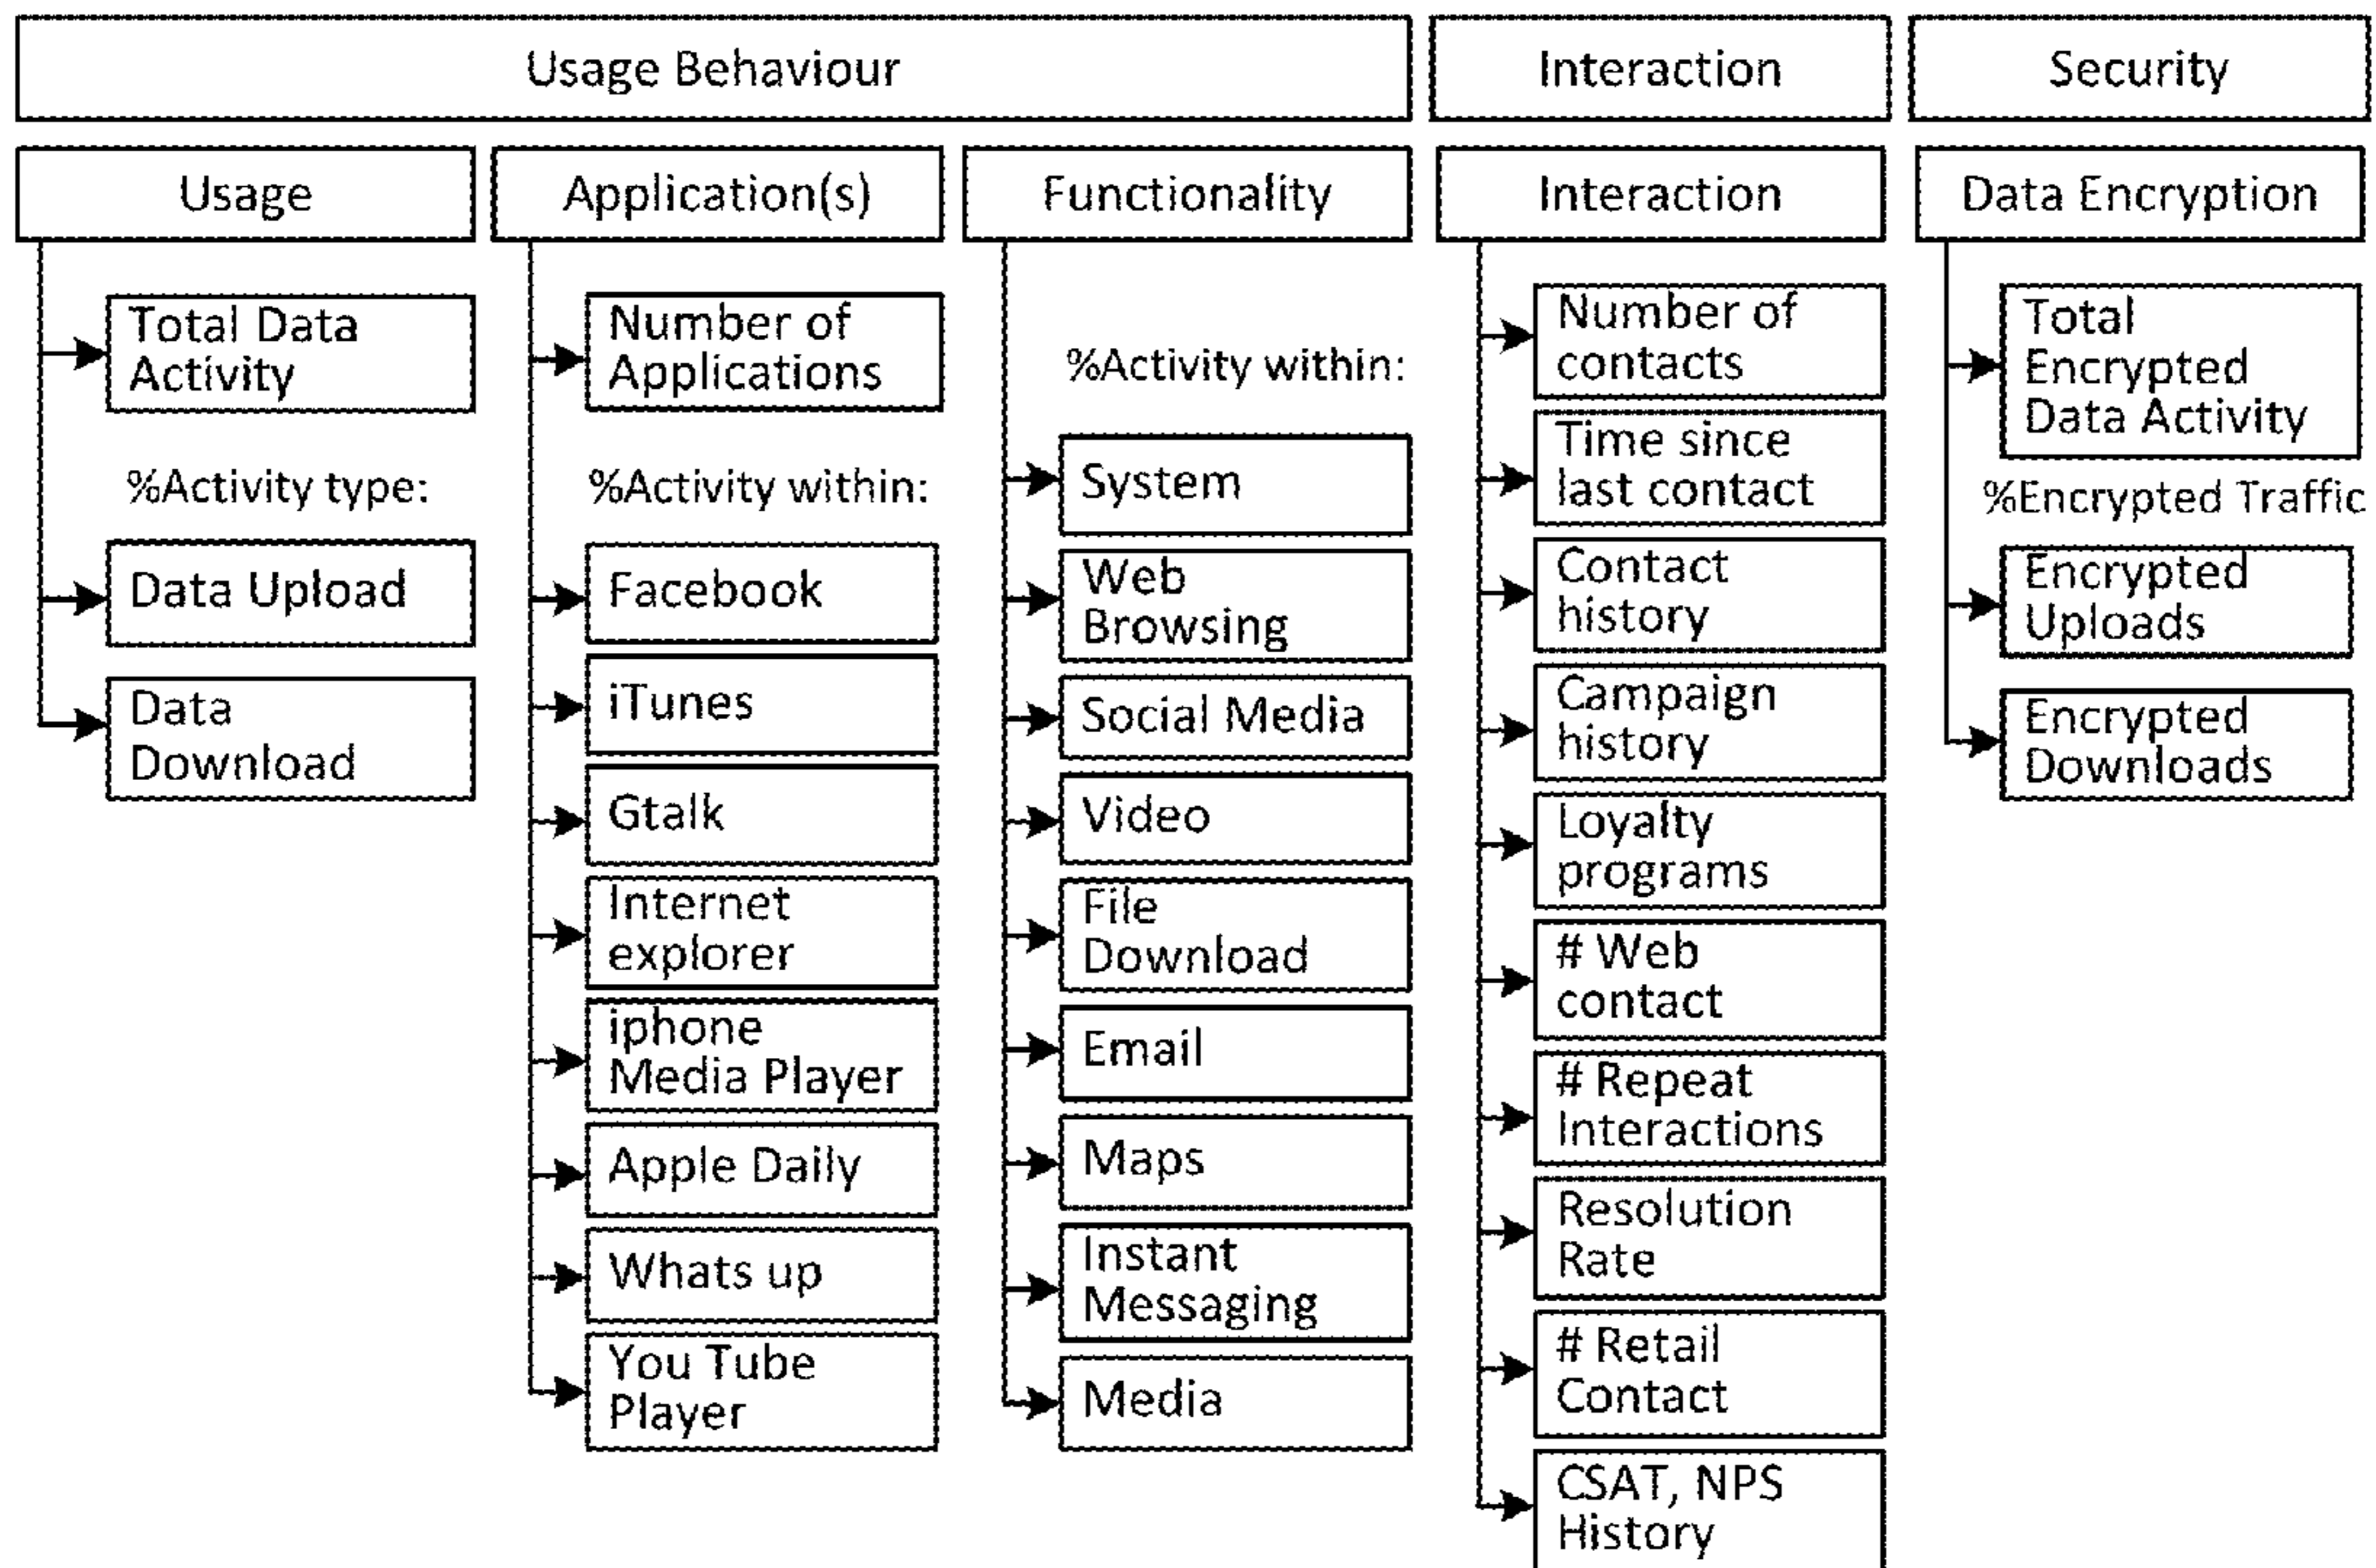 Usage Behaviour
Interaction
Security
Usage
Application(s)
Functionality
Interaction
Data Encryption
Total Data
Activity
%Activity type:
Data Upload
Data
Download
Number of
Applications
%Activity within:
Facebook
iTunes
Gtalk
Internet
explorer
iphone
Media Player
Apple Daily
Whats up
You Tube
Player
%Activity within:
System
Web
Browsing
Social Media
Video
File
Download
Email
Maps
Instant
Messaging
Media
Number of
contacts
Time since
last contact
Contact
history
Campaign
history
Loyalty
programs
# Web
contact
# Repeat
Interactions
Resolution
Rate
# Retail
Contact
CSAT, NPS
History
Total
Encrypted
Data Activity
%Encrypted Traffic
Encrypted
Uploads
Encrypted
Downloads